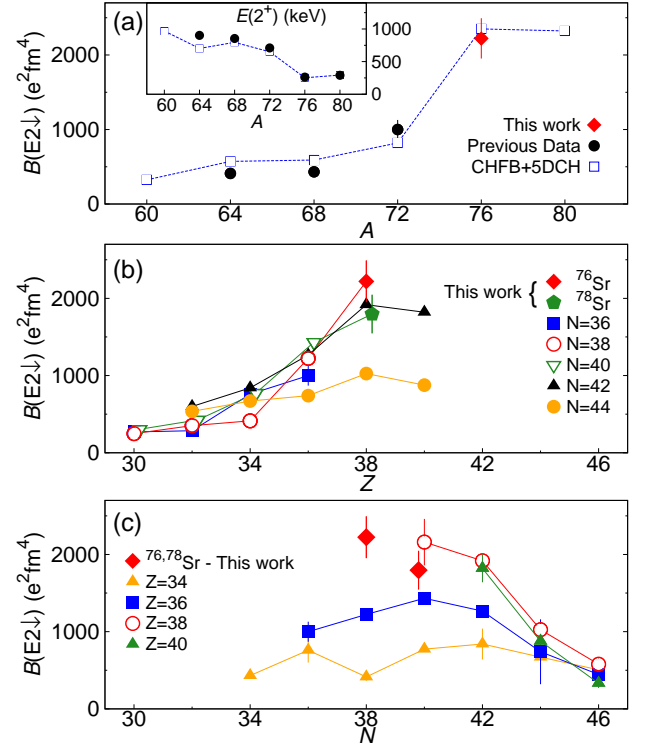 (a)
E(2⁺) (keV)
1000
500
0
60 64 68 72 76 80
A
B(E2↓) (e²fm⁴)
2000
1000
0
This work
Previous Data
CHFB+5DCH
60 64 68 72 76 80
A
(b)
B(E2↓) (e²fm⁴)
2000
1000
0
This work {
⁷⁶Sr
⁷⁸Sr
N=36
N=38
N=40
N=42
N=44
30 34 38 42 46
Z
(c)
B(E2↓) (e²fm⁴)
2000
1000
0
⁷⁶,⁷⁸Sr - This work
Z=34
Z=36
Z=38
Z=40
30 34 38 42 46
N